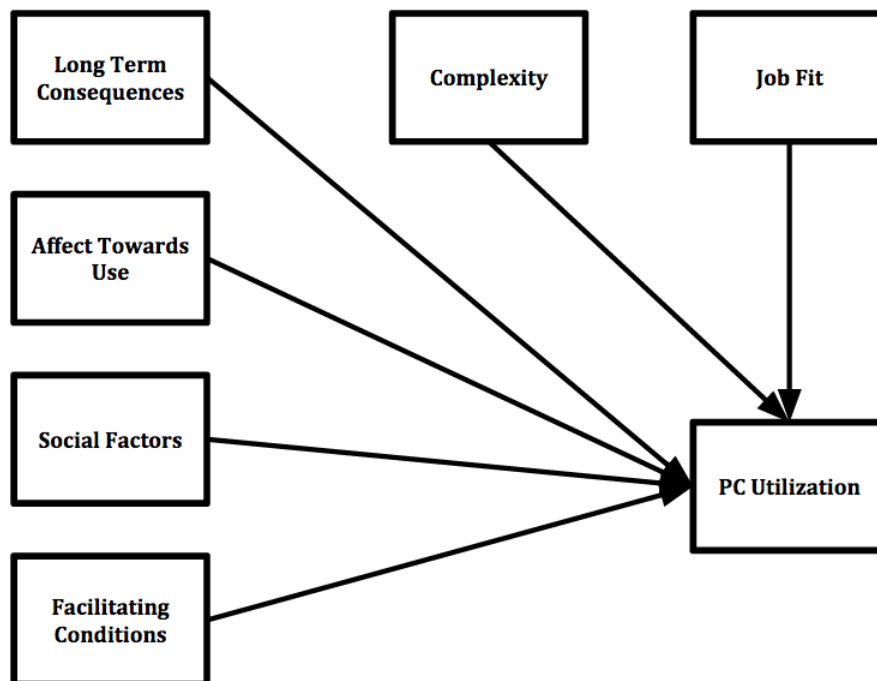 Long Term
Consequences
Complexity
Job Fit
Affect Towards
Use
Social Factors
PC Utilization
Facilitating
Conditions